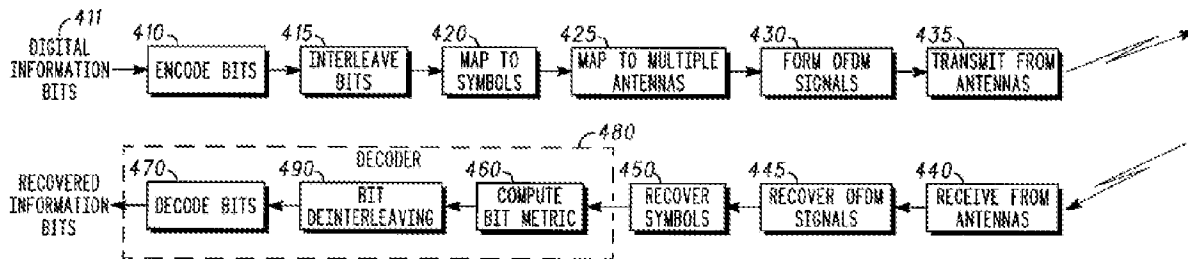 411
DIGITAL
INFORMATION
BITS
410
ENCODE BITS
415
INTERLEAVE
BITS
420
MAP TO
SYMBOLS
425
MAP TO MULTIPLE
ANTENNAS
430
FORM OFDM
SIGNALS
435
TRANSMIT FROM
ANTENNAS
480
DECODER
RECOVERED
INFORMATION
BITS
470
DECODE BITS
490
BIT
DEINTERLEAVING
460
COMPUTE
BIT METRIC
450
RECOVER
SYMBOLS
445
RECOVER OFDM
SIGNALS
440
RECEIVE FROM
ANTENNAS